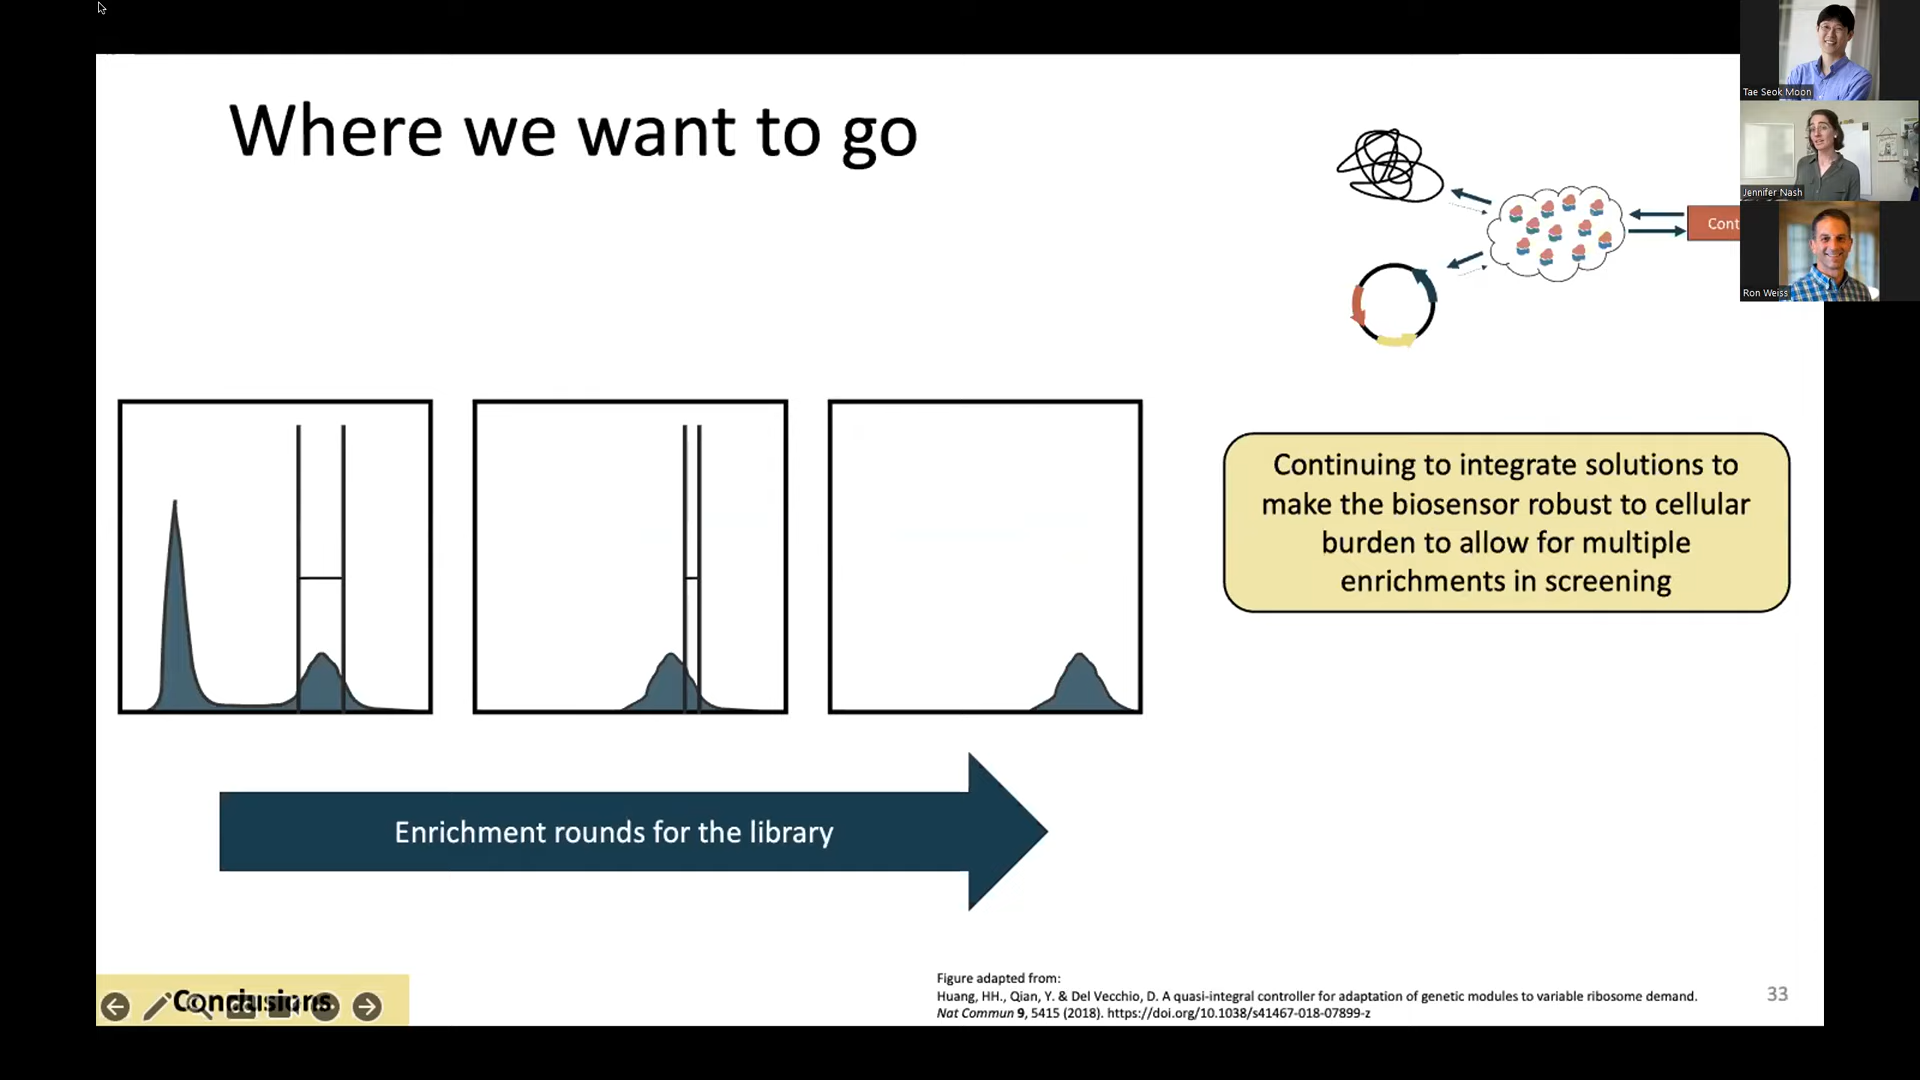 Where we want to go
Tae Seok Moon
Jennifer Nash
Ron Weiss
Cont
Continuing to integrate solutions to
make the biosensor robust to cellular
burden to allow for multiple
enrichments in screening
Enrichment rounds for the library
Conclusions
Figure adapted from:
Huang, HH., Qian, Y. & Del Vecchio, D. A quasi-integral controller for adaptation of genetic modules to variable ribosome demand.
Nat Commun 9, 5415 (2018). https://doi.org/10.1038/s41467-018-07899-z
33